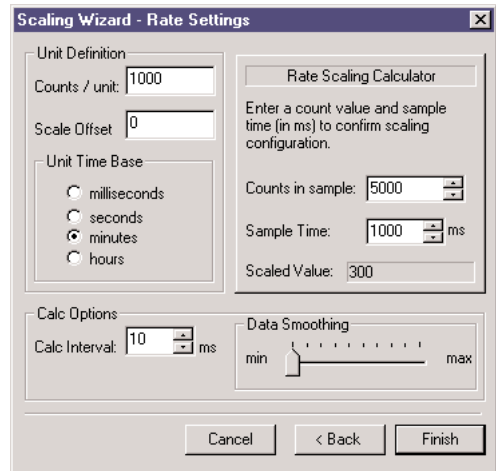 Scaling Wizard - Rate Settings
Unit Definition
Counts / unit: 1000
Scale Offset 0
Unit Time Base
milliseconds
seconds
minutes
hours
Rate Scaling Calculator
Enter a count value and sample
time (in ms) to confirm scaling
configuration.
Counts in sample: 5000
Sample Time: 1000 ms
Scaled Value: 300
Calc Options
Calc Interval: 10 ms
Data Smoothing
min max
Cancel < Back Finish